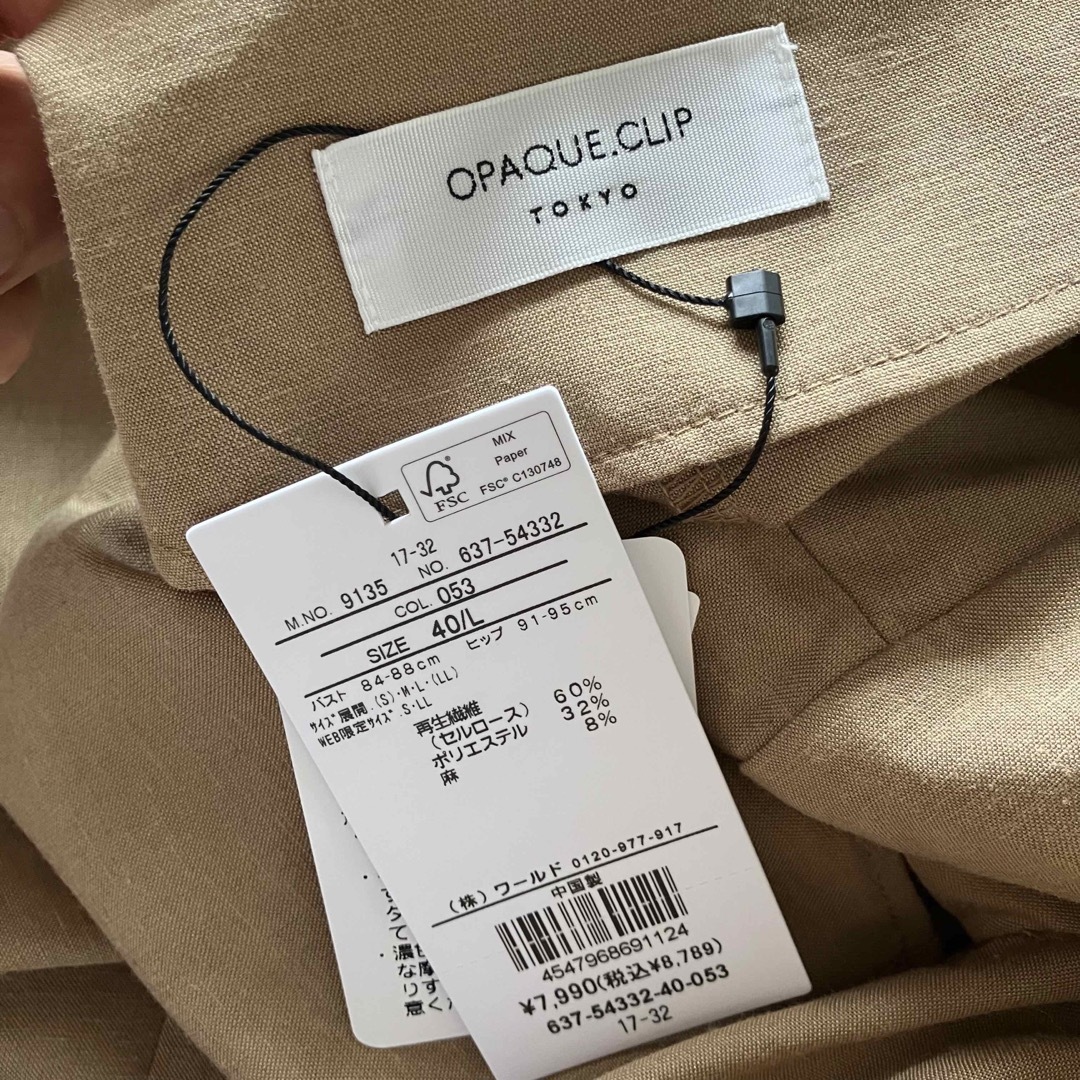 OPAQUE.CLIP
TOKYO
FSC
MIX
Paper
FSC® C130748
17-32
M.NO. 9135 NO. 637-54332
COL. 053
SIZE 40/L
バスト 84-88cm ヒップ 91-95cm
ｻｲｽﾞ展開.(S)･M･L･(LL)
WEB限定ｻｲｽﾞ.S･LL
再生繊維 60%
(セルロース)
ポリエステル 32%
麻 8%
(株)ワールド 0120-977-917
中国製
4547968691124
¥7,990(税込¥8,789)
637-54332-40-053
17-32